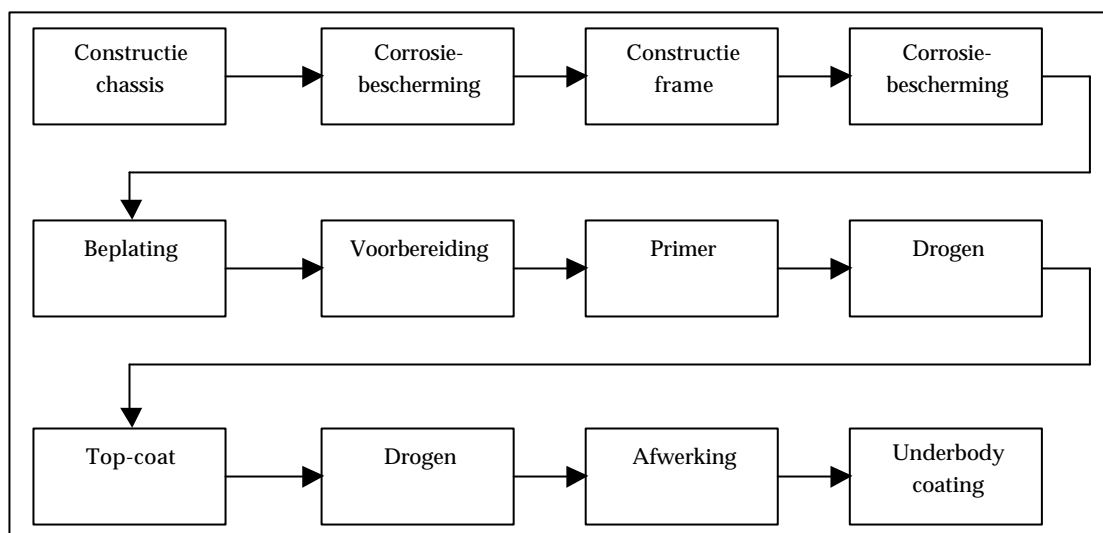 Constructie
chassis
Corrosie-
bescherming
Constructie
frame
Corrosie-
bescherming
Beplating
Voorbereiding
Primer
Drogen
Top-coat
Drogen
Afwerking
Underbody
coating